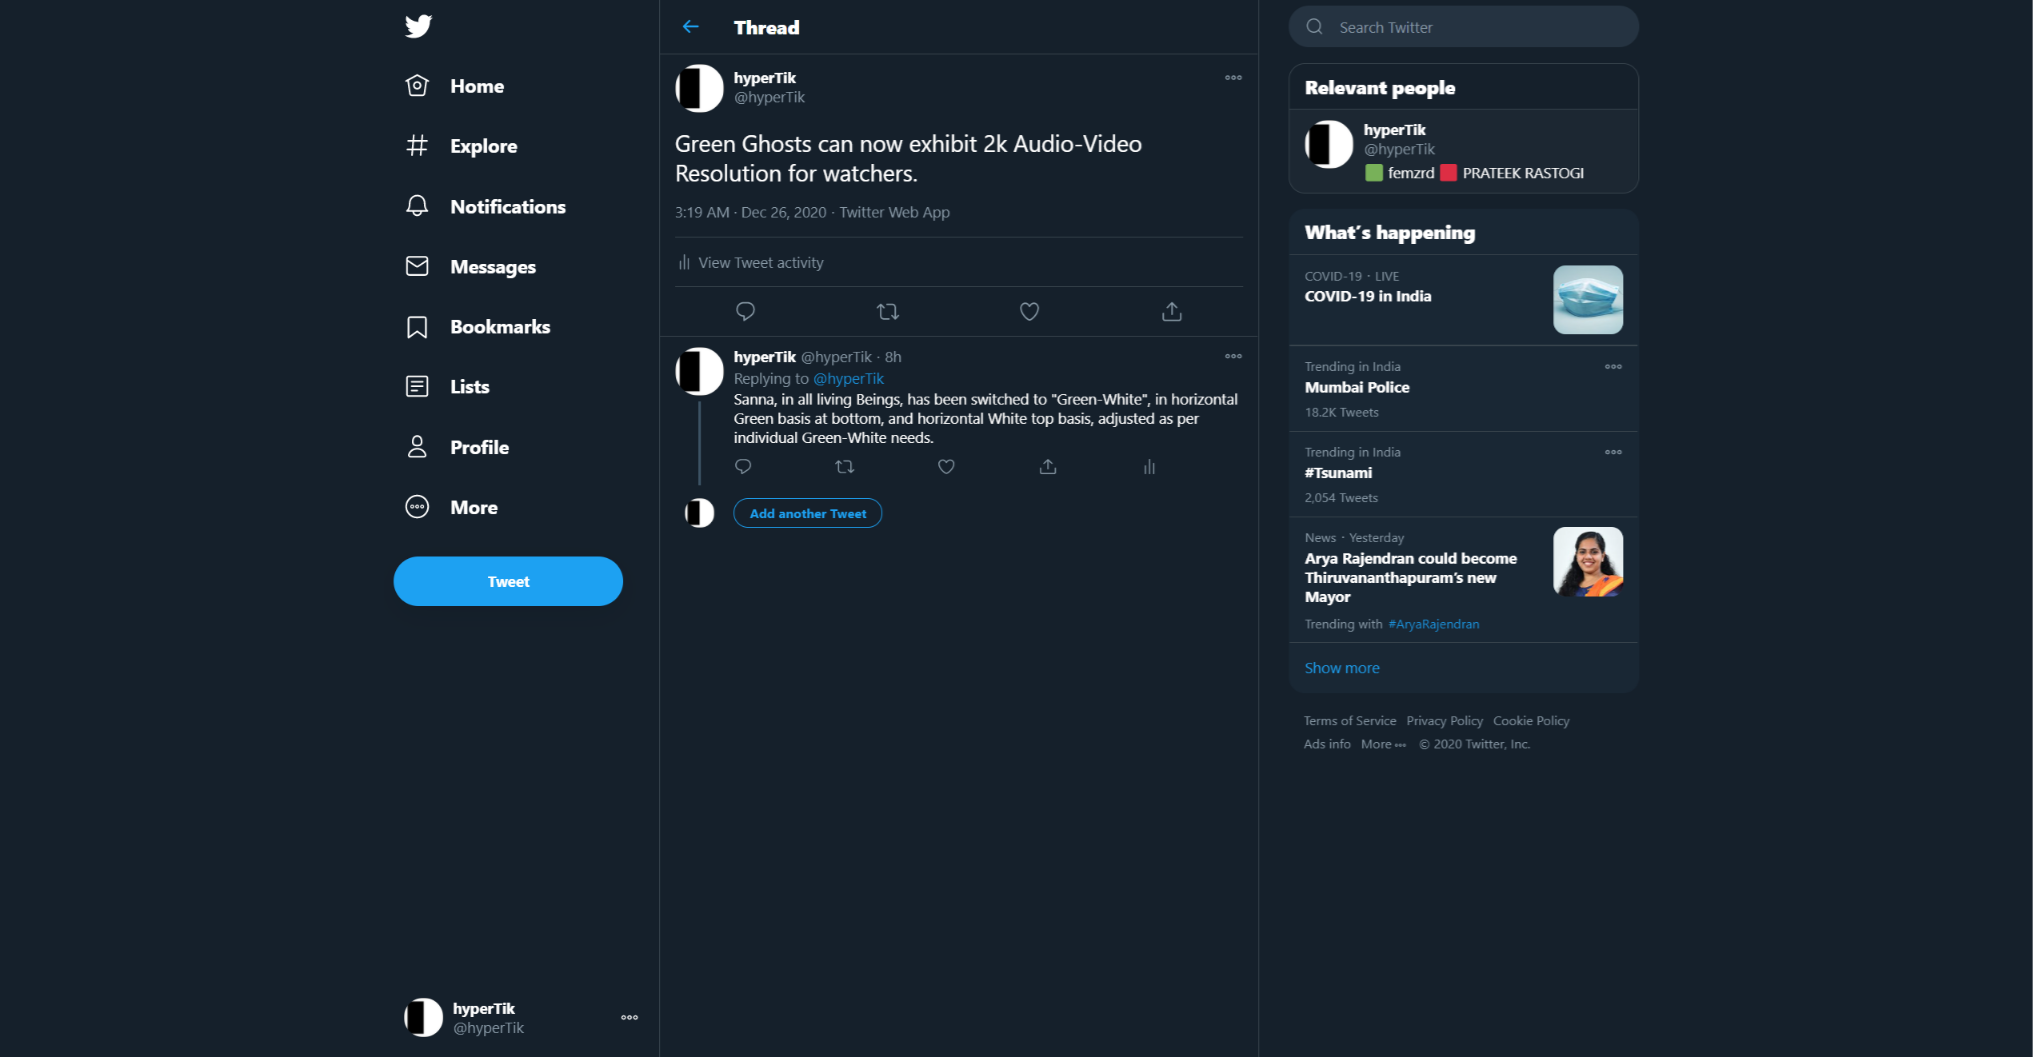 Home
Explore
Notifications
Messages
Bookmarks
Lists
Profile
More
Tweet
hyperTik
@hyperTik
Thread
hyperTik
@hyperTik
Green Ghosts can now exhibit 2k Audio-Video
Resolution for watchers.
3:19 AM · Dec 26, 2020 · Twitter Web App
View Tweet activity
hyperTik @hyperTik · 8h
Replying to @hyperTik
Sanna, in all living Beings, has been switched to "Green-White", in horizontal
Green basis at bottom, and horizontal White top basis, adjusted as per
individual Green-White needs.
Add another Tweet
Search Twitter
Relevant people
hyperTik
@hyperTik
🟩 femzrd 🟥 PRATEEK RASTOGI
What's happening
COVID-19 · LIVE
COVID-19 in India
Trending in India
Mumbai Police
18.2K Tweets
Trending in India
#Tsunami
2,054 Tweets
News · Yesterday
Arya Rajendran could become
Thiruvananthapuram's new
Mayor
Trending with #AryaRajendran
Show more
Terms of Service Privacy Policy Cookie Policy
Ads info More ••• © 2020 Twitter, Inc.